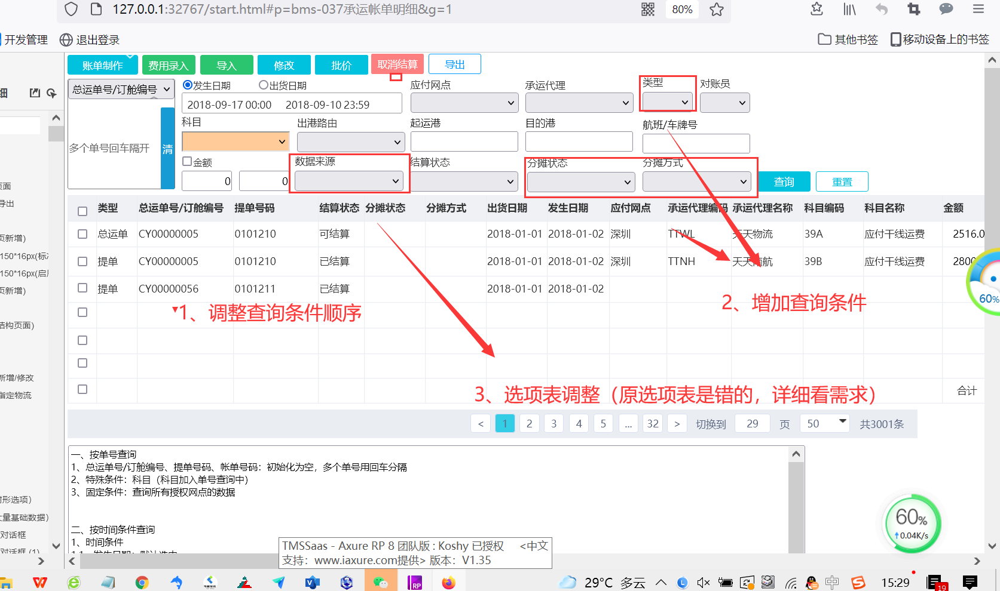 127.0.0.1:32767/start.html#p=bms-037承运帐单明细&g=1
80%
开发管理
退出登录
其他书签
移动设备上的书签
账单制作
费用录入
导入
修改
批价
取消结算
导出
总运单号/订舱编号
发生日期
出货日期
应付网点
承运代理
类型
对账员
2018-09-17 00:00
2018-09-10 23:59
科目
出港路由
起运港
目的港
航班/车牌号
多个单号回车隔开
清
金额
数据来源
结算状态
分摊状态
分摊方式
0
0
查询
重置
类型 总运单号/订舱编号 提单号码 结算状态 分摊状态 分摊方式 出货日期 发生日期 应付网点 承运代理编码 承运代理名称 科目编码 科目名称 金额
总运单 CY00000005 0101210 可结算 2018-01-01 2018-01-02 深圳 TTWL 天天物流 39A 应付干线运费 2516.0
提单 CY00000005 0101210 已结算 2018-01-01 2018-01-02 深圳 TTNH 天天南航 39B 应付干线运费 2800
提单 CY00000056 0101211 已结算 2018-01-01 2018-01-02
1、调整查询条件顺序
2、增加查询条件
3、选项表调整（原选项表是错的，详细看需求）
合计
< 1 2 3 4 5 ... 32 > 切换到 29 页 50 共3001条
细
页面
导出
页新增)
150*16px(标准
150*16px(启用
页新增)
结构页面)
新增/修改
指定物流
树形选项)
大量基础数据)
对话框
对话框 (1)
一、按单号查询
1、总运单号/订舱编号、提单号码、帐单号码：初始化为空，多个单号用回车分隔
2、特殊条件：科目（科目加入单号查询中）
3、固定条件：查询所有授权网点的数据
二、按时间条件查询
1、时间条件
1.1、发生日期：默认选中
TMSSaas - Axure RP 8 团队版 : Koshy 已授权 <中文
支持：www.iaxure.com提供> 版本：V1.35
60%
60%
0.04K/s
RP
29°C 多云
中
15:29
19